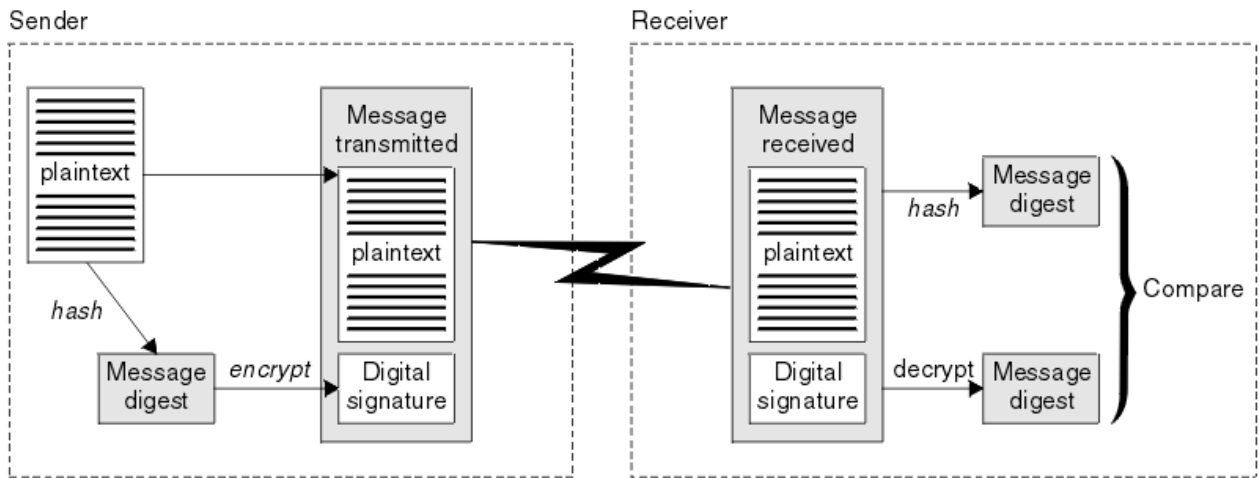 Sender
plaintext
hash
Message
digest
encrypt
Message
transmitted
plaintext
Digital
signature
Receiver
Message
received
plaintext
Digital
signature
hash
Message
digest
decrypt
Message
digest
Compare